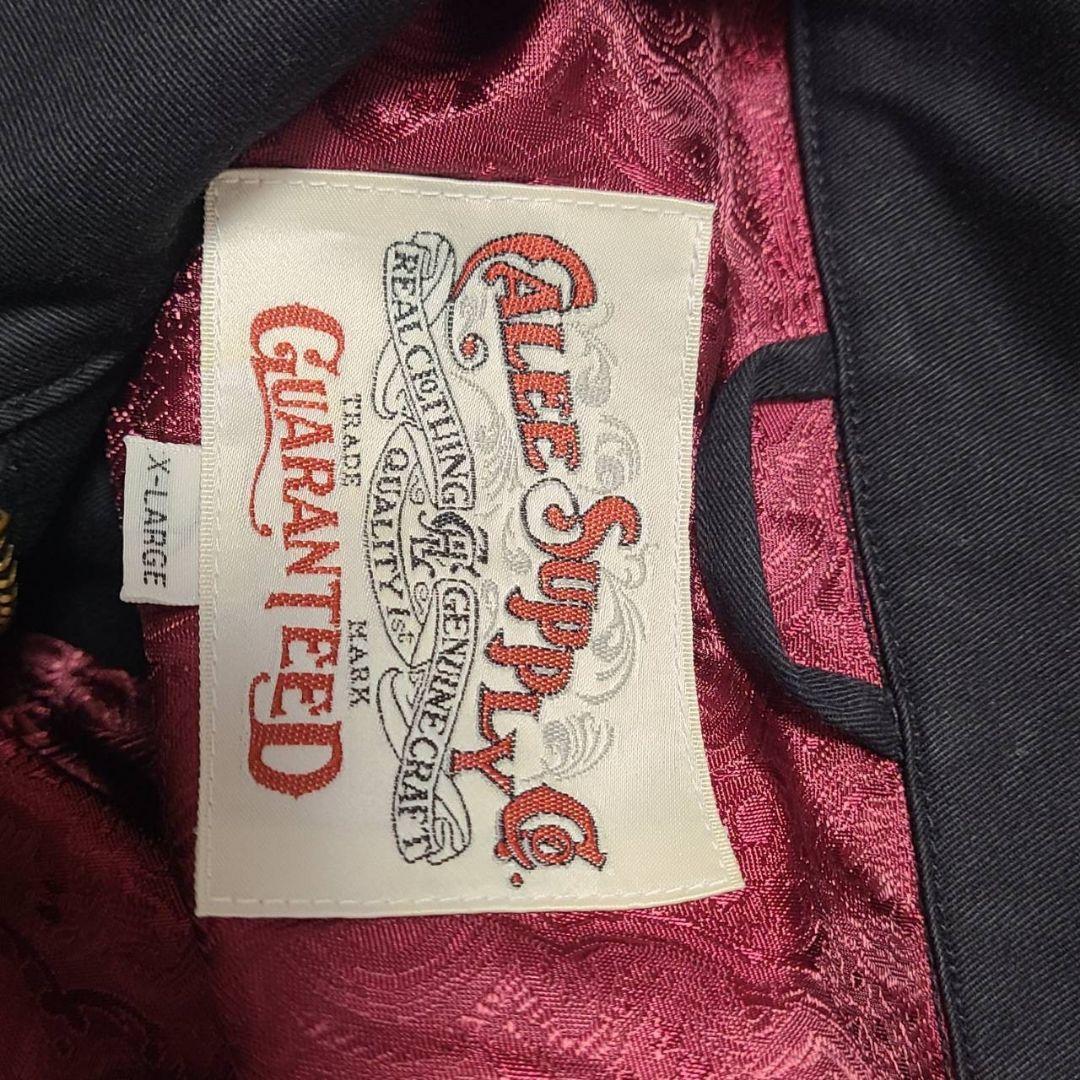 CALEE SUPPLY Co.
REAL CLOTHING GENUINE CRAFT
QUALITY 1st
TRADE MARK
GUARANTEED
X-LARGE